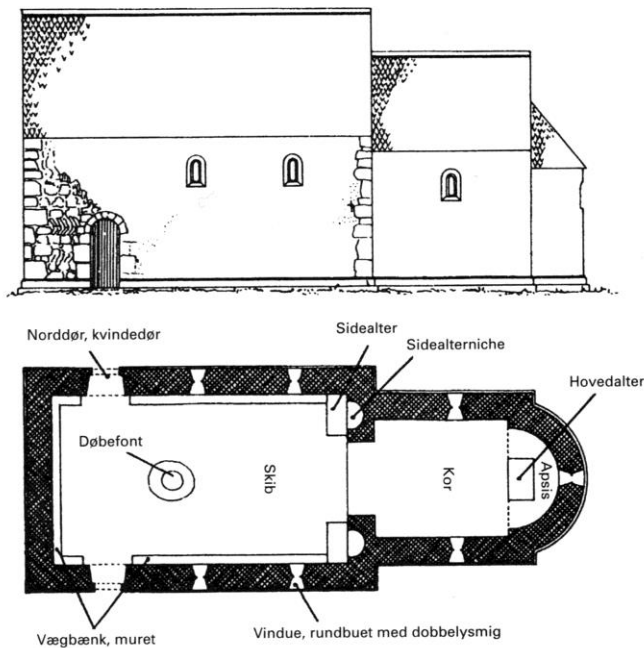 Norddør, kvindedør
Sidealter
Sidealterniche
Hovedalter
Døbefont
Skib
Kor
Apsis
Vægbænk, muret
Vindue, rundbuet med dobbelysmig